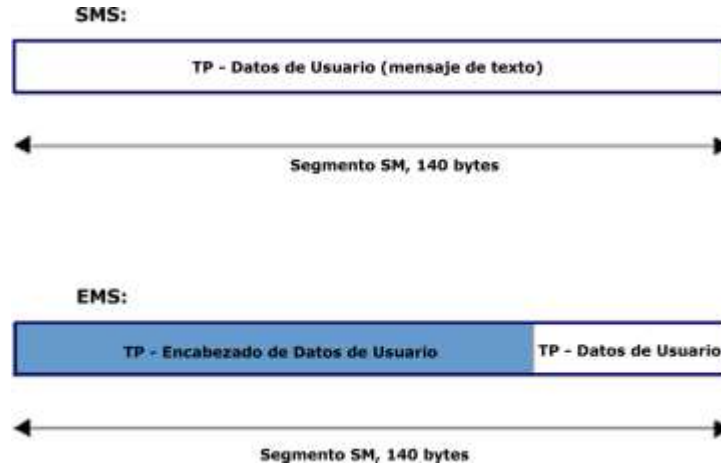 SMS:
TP - Datos de Usuario (mensaje de texto)
Segmento SM, 140 bytes
EMS:
TP - Encabezado de Datos de Usuario TP - Datos de Usuario
Segmento SM, 140 bytes